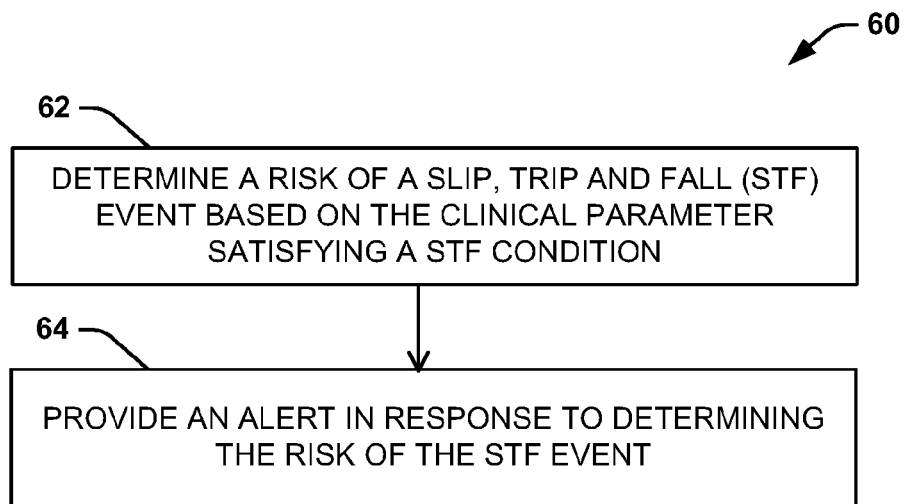 60
62
DETERMINE A RISK OF A SLIP, TRIP AND FALL (STF)
EVENT BASED ON THE CLINICAL PARAMETER
SATISFYING A STF CONDITION
64
PROVIDE AN ALERT IN RESPONSE TO DETERMINING
THE RISK OF THE STF EVENT